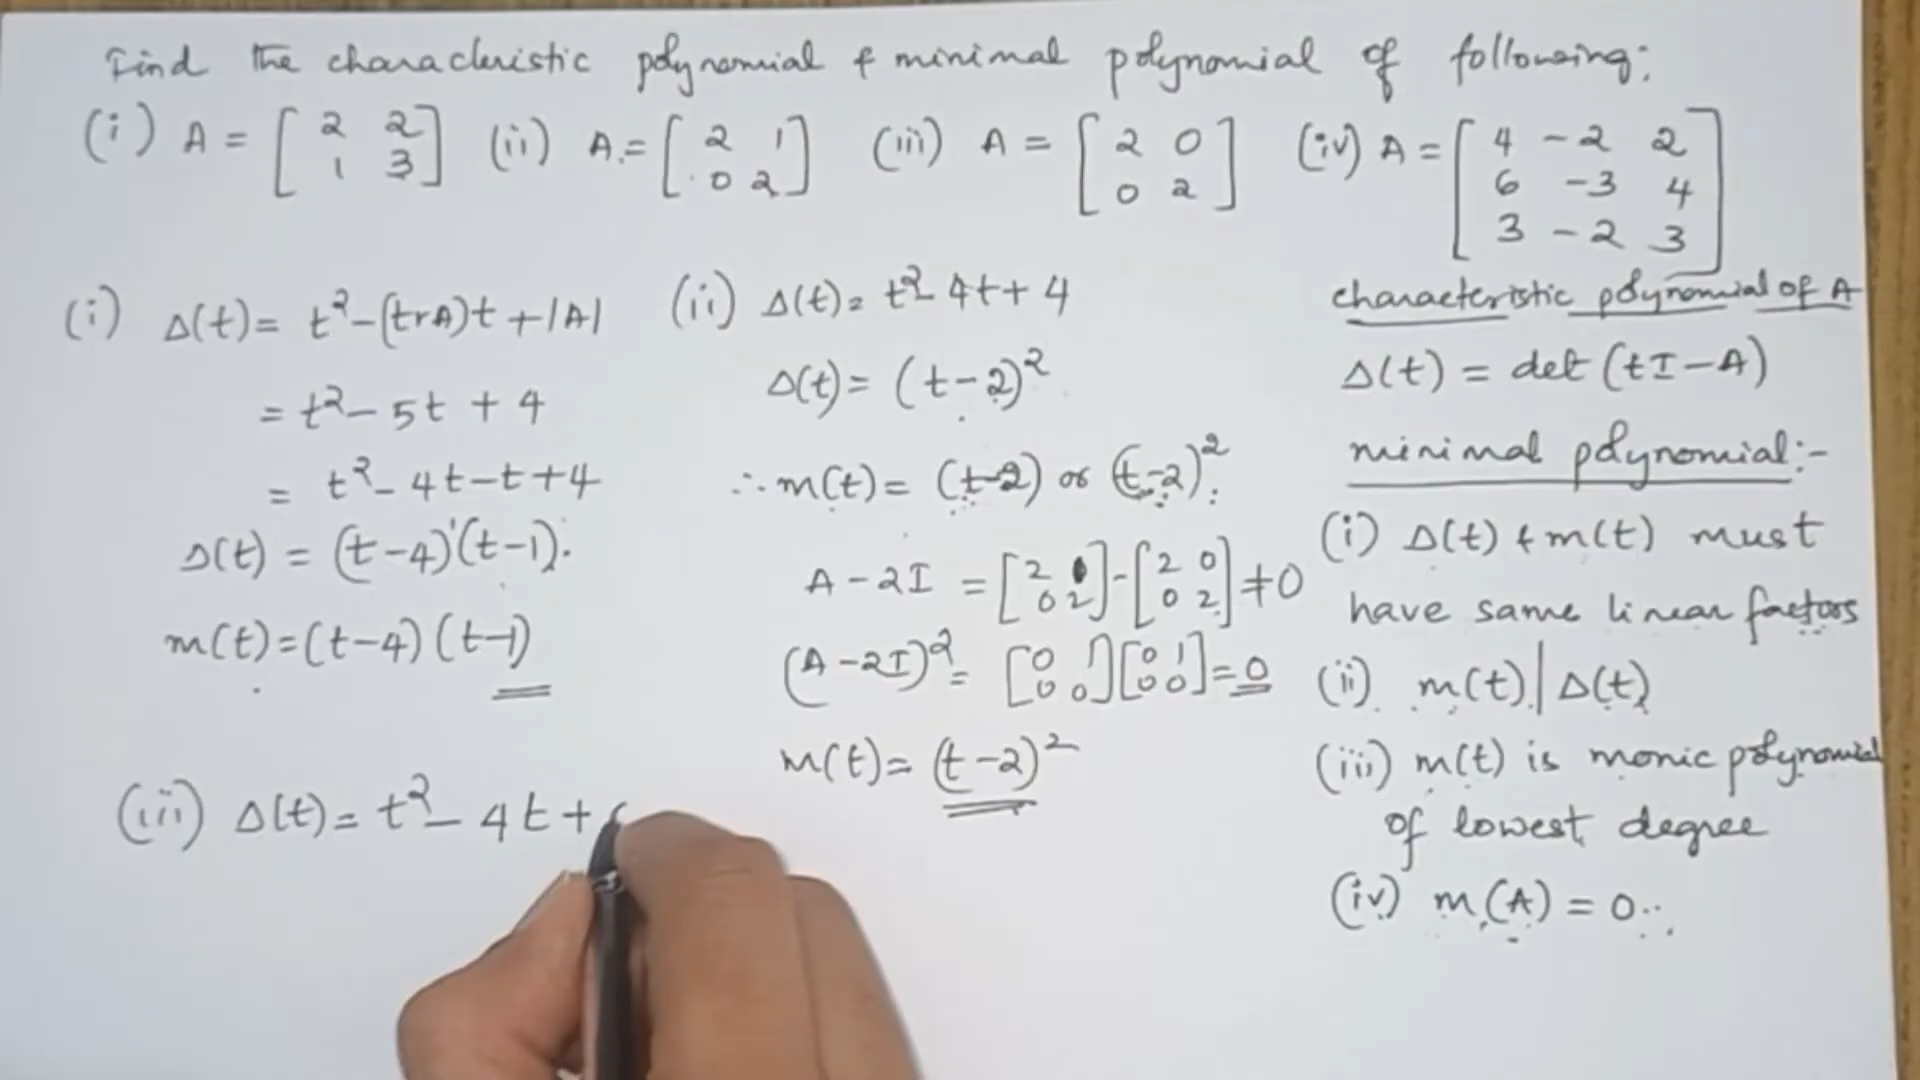 Find the characteristic polynomial & minimal polynomial of following:
(i) A = [2 2; 1 3] (ii) A = [2 1; 0 2] (iii) A = [2 0; 0 2] (iv) A = [4 -2 2; 6 -3 4; 3 -2 3]
(i) Δ(t) = t² - (trA)t + |A|
= t² - 5t + 4
= t² - 4t - t + 4
Δ(t) = (t-4)'(t-1).
m(t) = (t-4)(t-1)
(ii) Δ(t) = t² - 4t + 4
Δ(t) = (t-2)²
∴ m(t) = (t-2) or (t-2)².
A - 2I = [2 1; 0 2] - [2 0; 0 2] ≠ 0
(A - 2I)² = [0 1; 0 0][0 1; 0 0] = 0
m(t) = (t-2)²
(iii) Δ(t) = t² - 4t +
characteristic polynomial of A
Δ(t) = det (tI - A)
minimal polynomial:-
(i) Δ(t) & m(t) must
have same linear factors
(ii) m(t) | Δ(t)
(iii) m(t) is monic polynomial
of lowest degree
(iv) m(A) = 0